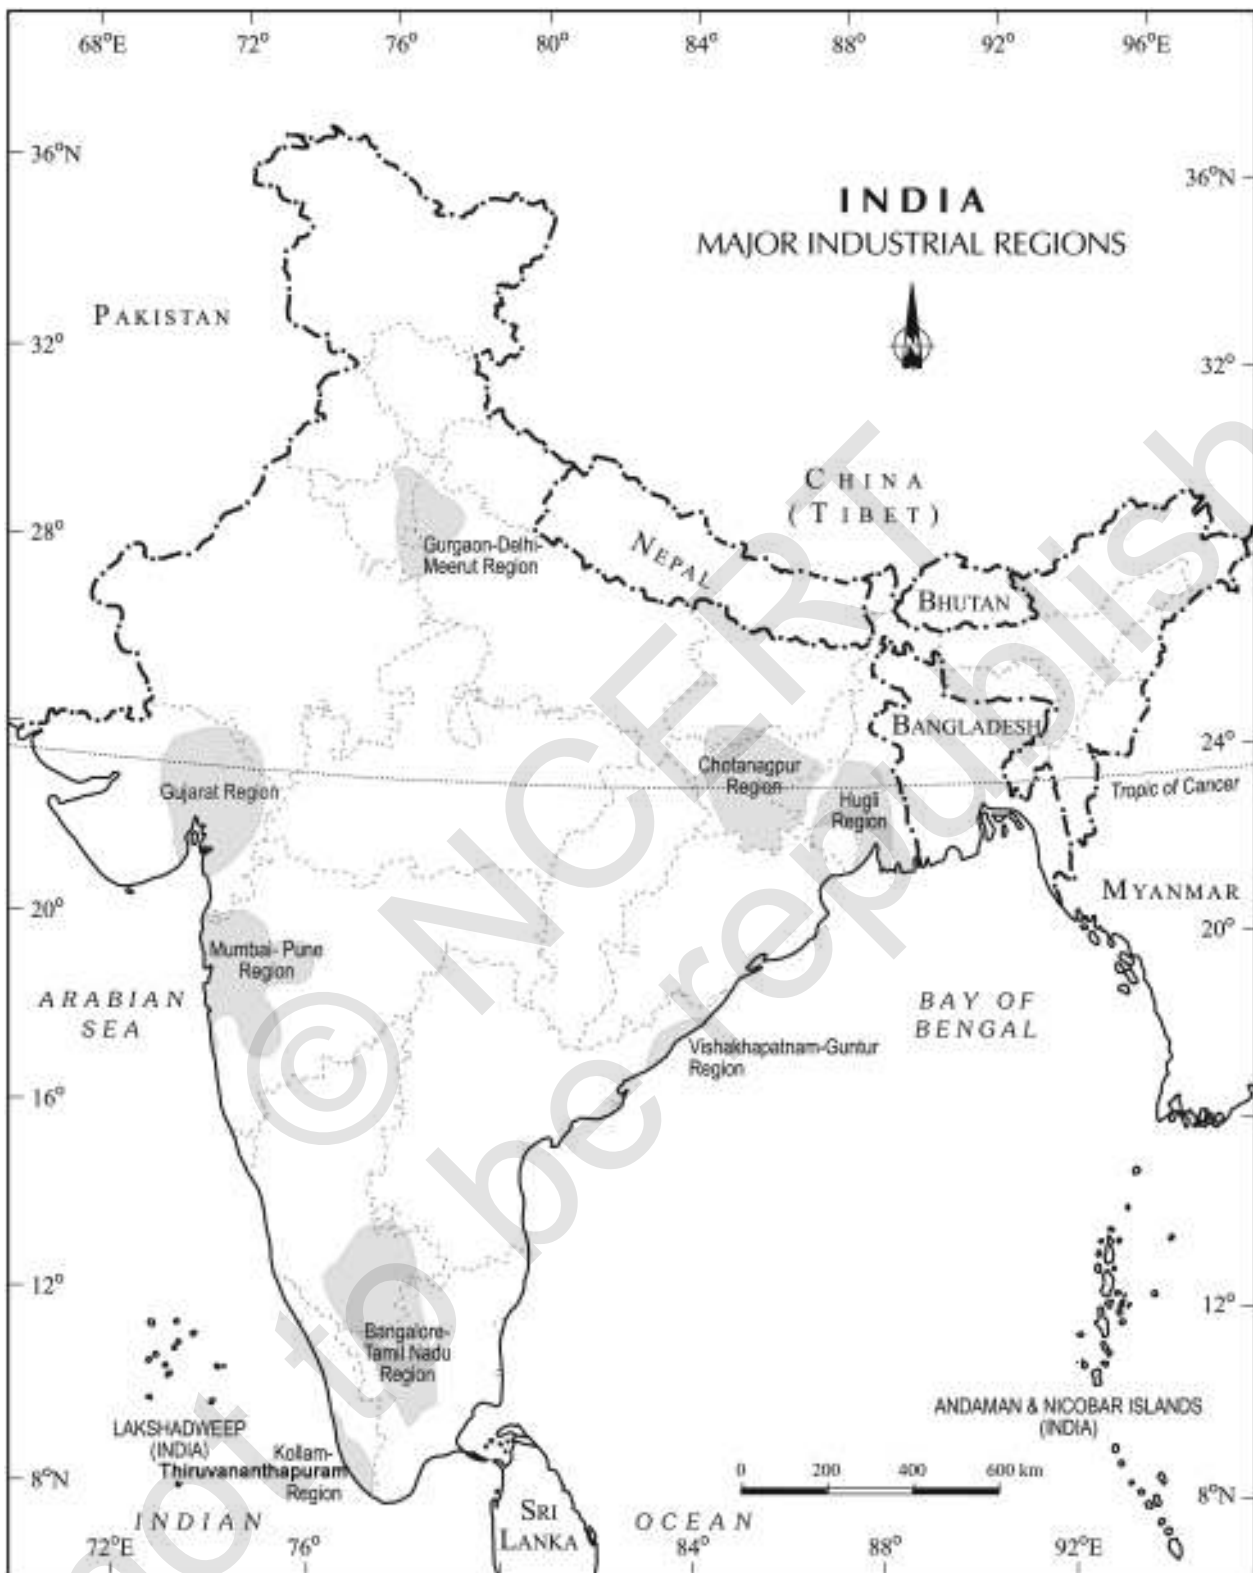 68°E 72° 76° 80° 84° 88° 92° 96°E
36°N
36°N
INDIA
MAJOR INDUSTRIAL REGIONS
PAKISTAN
32°
32°
CHINA
(TIBET)
28°
Gurgaon-Delhi-
Meerut Region
NEPAL
BHUTAN
BANGLADESH
24°
Tropic of Cancer
Gujarat Region
Chotanagpur
Region
Hugli
Region
MYANMAR
20°
20°
Mumbai- Pune
Region
ARABIAN
SEA
BAY OF
BENGAL
Vishakhapatnam-Guntur
Region
16°
12°
12°
Bangalore-
Tamil Nadu
Region
ANDAMAN & NICOBAR ISLANDS
(INDIA)
LAKSHADWEEP
(INDIA)
Kollam-
Thiruvananthapuram
Region
8°N
8°N
0 200 400 600 km
SRI
LANKA
INDIAN OCEAN
72°E 76° 84° 88° 92°E
© NCERT
not to be republish